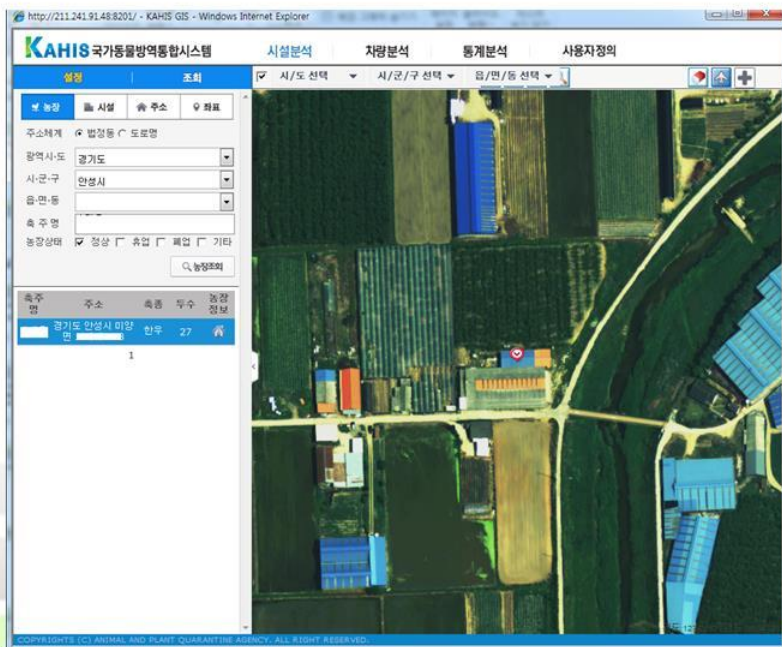 http://211.241.91.48:8201/ - KAHIS GIS - Windows Internet Explorer
KAHIS 국가동물방역통합시스템 시설분석 차량분석 통계분석 사용자정의
설정 조회 시/도 선택 시/군/구 선택 읍/면/동 선택
농장 시설 주소 좌표
주소체계 법정동 도로명
광역시·도 경기도
시·군·구 안성시
읍·면·동
축 주 명
농장상태 정상 휴업 폐업 기타
농장조회
축주명 주소 축종 두수 농장정보
경기도 안성시 미양면 한우 27
1
COPYRIGHTS (C) ANIMAL AND PLANT QUARANTINE AGENCY. ALL RIGHT RESERVED.